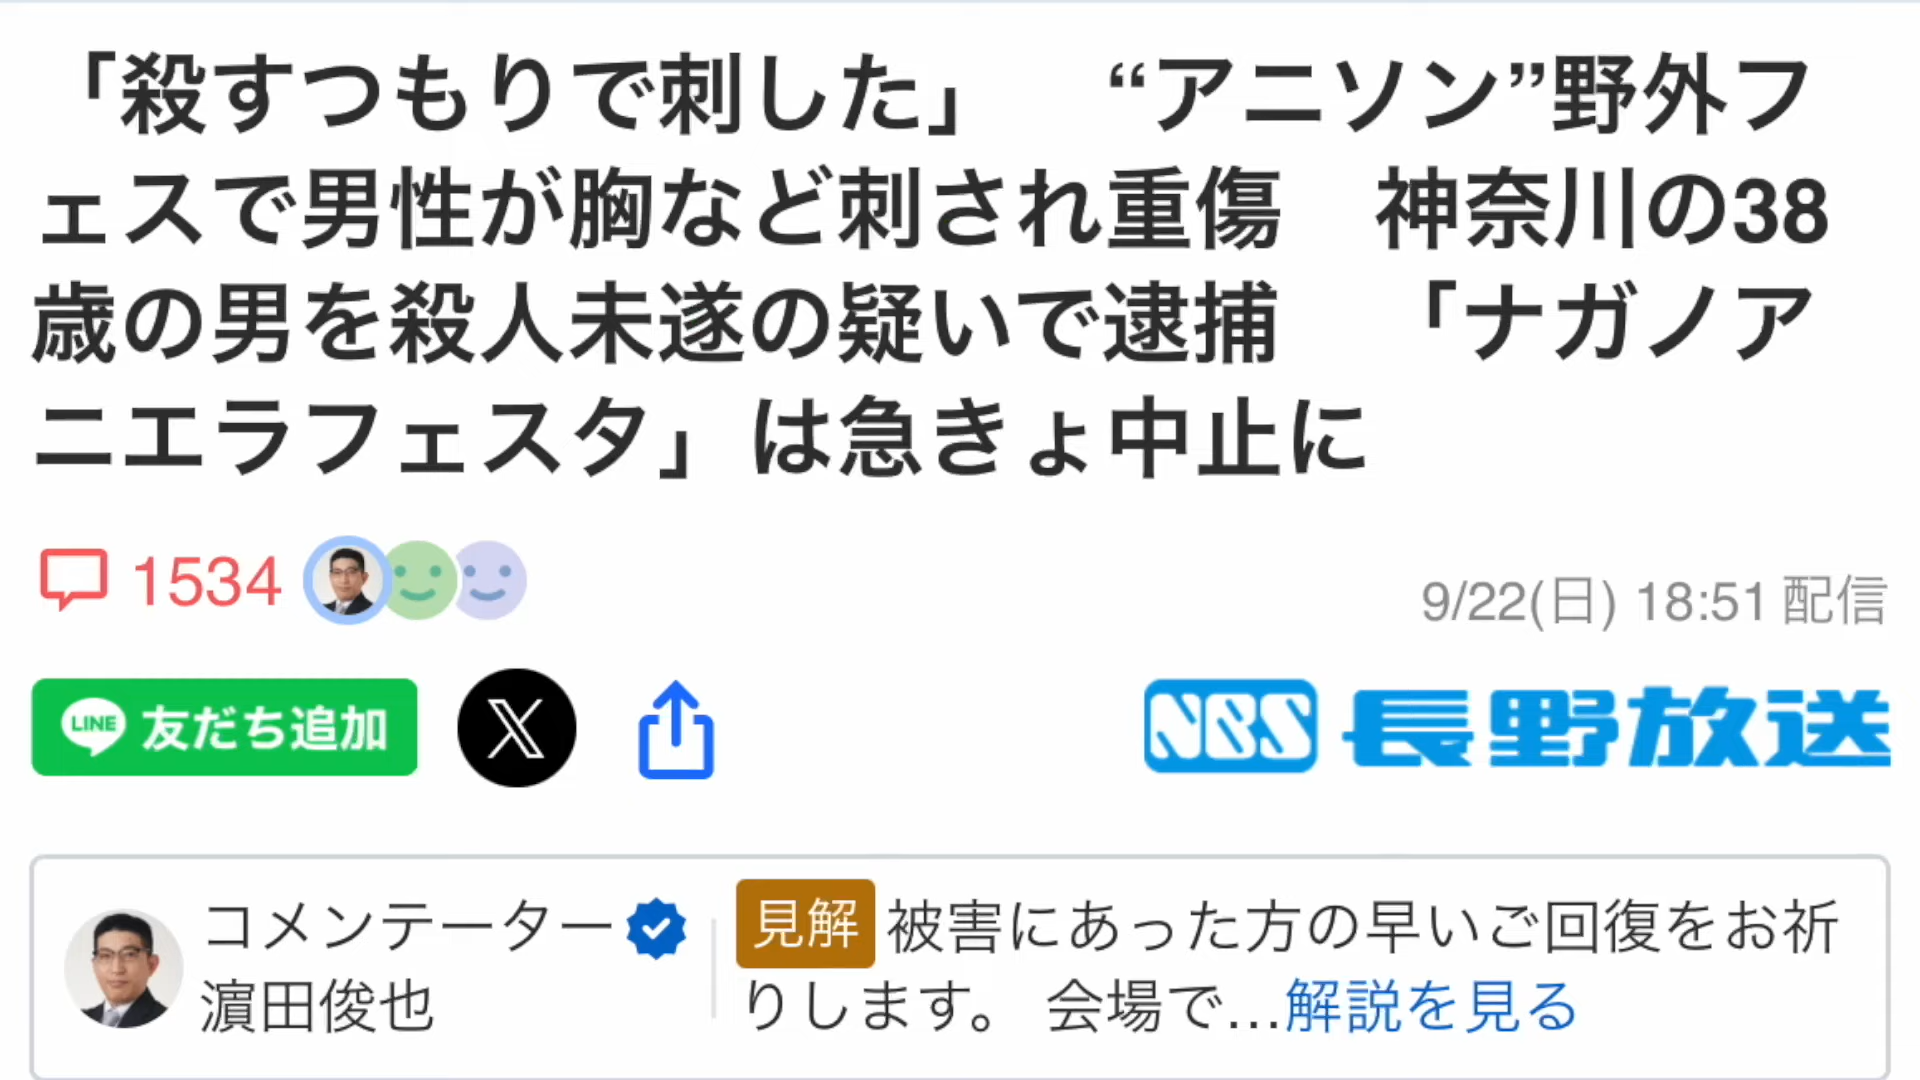 「殺すつもりで刺した」　“アニソン”野外フ
ェスで男性が胸など刺され重傷　神奈川の38
歳の男を殺人未遂の疑いで逮捕　「ナガノア
ニエラフェスタ」は急きょ中止に
1534
9/22(日) 18:51 配信
LINE 友だち追加
X
NBS 長野放送
コメンテーター
濵田俊也
見解 被害にあった方の早いご回復をお祈
りします。 会場で…解説を見る